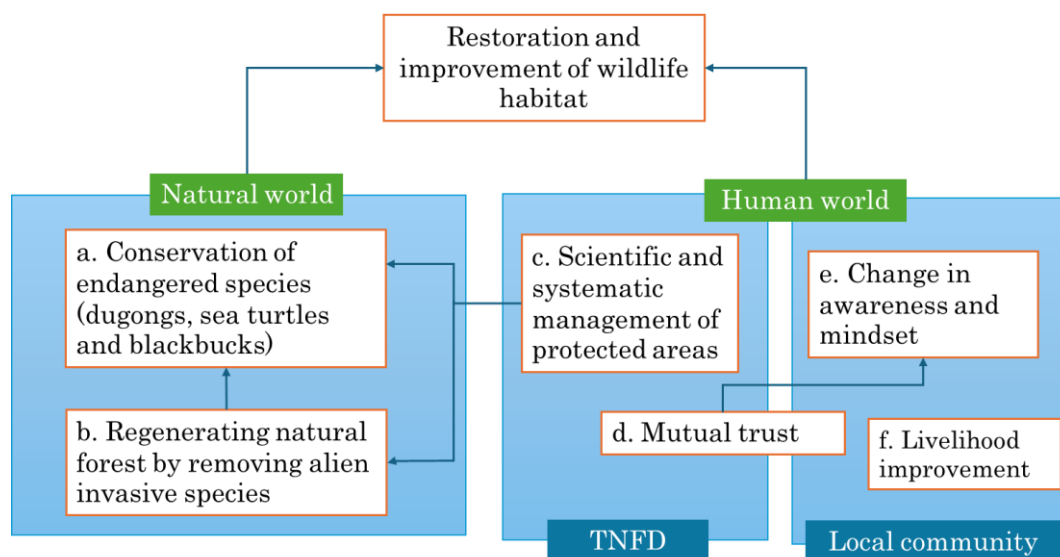 Restoration and
improvement of wildlife
habitat
Natural world
a. Conservation of
endangered species
(dugongs, sea turtles
and blackbucks)
b. Regenerating natural
forest by removing alien
invasive species
Human world
c. Scientific and
systematic
management of
protected areas
d. Mutual trust
TNFD
e. Change in
awareness and
mindset
f. Livelihood
improvement
Local community